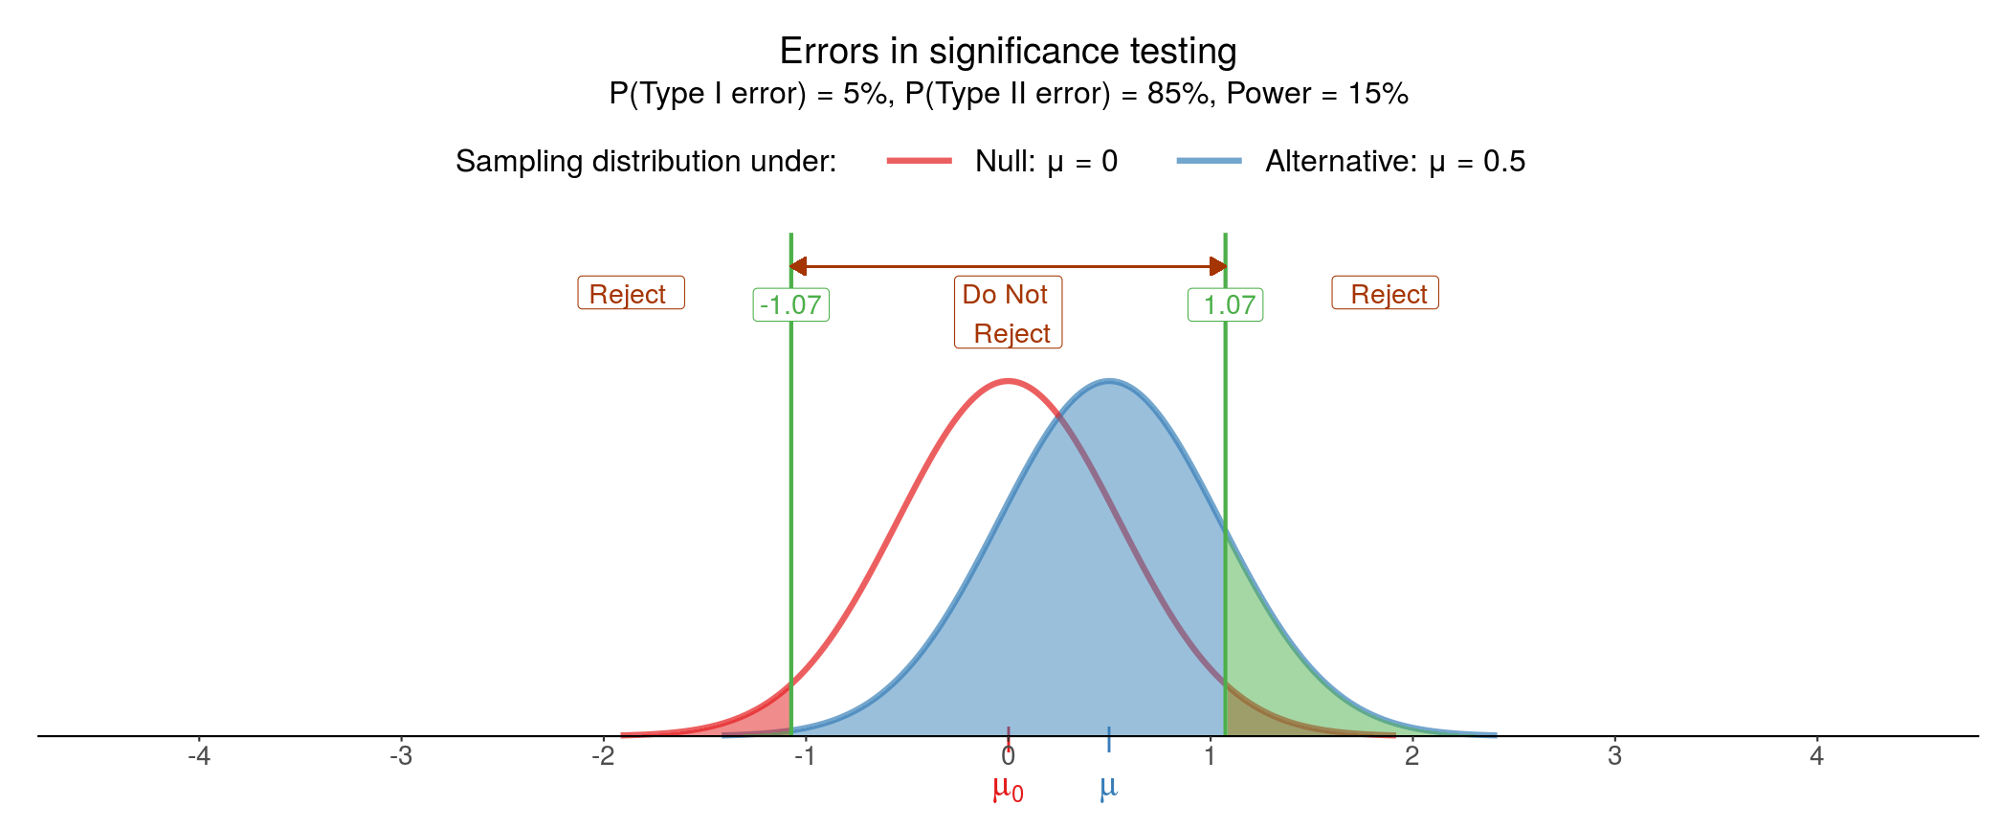 Errors in significance testing
P(Type I error) = 5%, P(Type II error) = 85%, Power = 15%
Sampling distribution under: Null: μ = 0 Alternative: μ = 0.5
Reject
-1.07
Do Not
Reject
1.07
Reject
-4 -3 -2 -1 0 1 2 3 4
μ0 μ